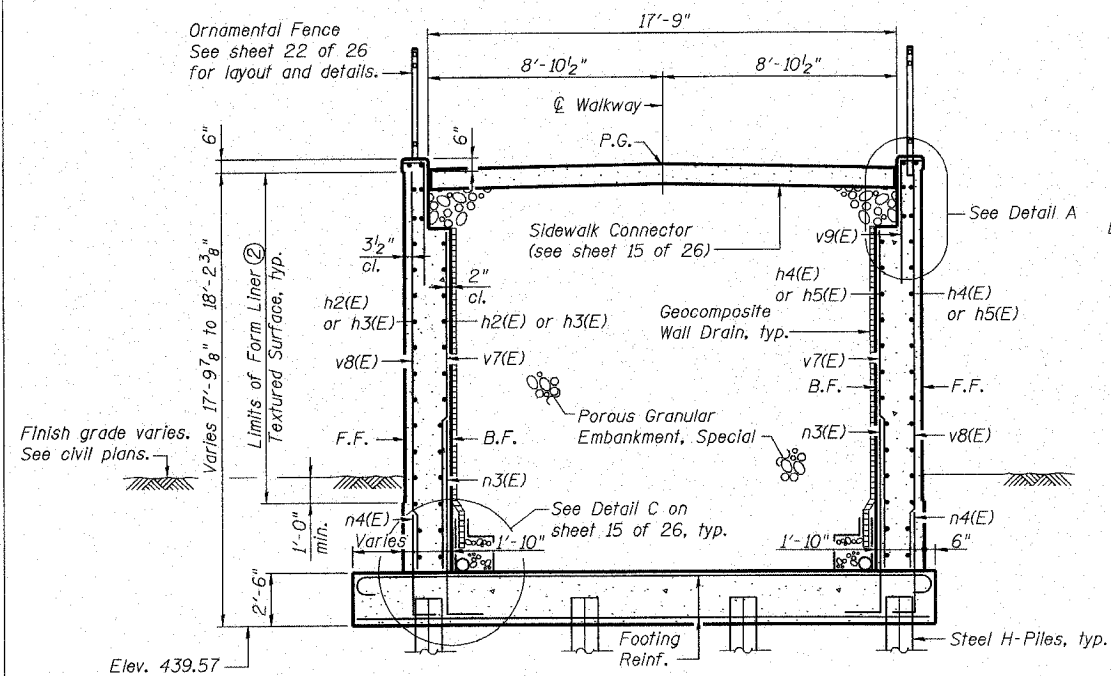 Ornamental Fence
See sheet 22 of 26
for layout and details.
17'-9"
8'-10½"
8'-10½"
℄ Walkway
P.G.
6"
6"
See Detail A
Sidewalk Connector
(see sheet 15 of 26)
v9(E)
3½"
cl.
2"
cl.
h2(E)
or h3(E)
h2(E) or h3(E)
Geocomposite
Wall Drain, typ.
h4(E)
or h5(E)
h4(E)
or h5(E)
v8(E)
v7(E)
v7(E)
B.F.
F.F.
Varies 17'-9⅞" to 18'-2⅜"
Limits of Form Liner ②
Textured Surface, typ.
Porous Granular
Embankment, Special
Finish grade varies.
See civil plans.
F.F.
B.F.
n3(E)
v8(E)
n3(E)
1'-0"
min.
n4(E)
Varies
See Detail C on
sheet 15 of 26, typ.
n4(E)
1'-10"
1'-10"
6"
2'-6"
Footing
Reinf.
Steel H-Piles, typ.
Elev. 439.57